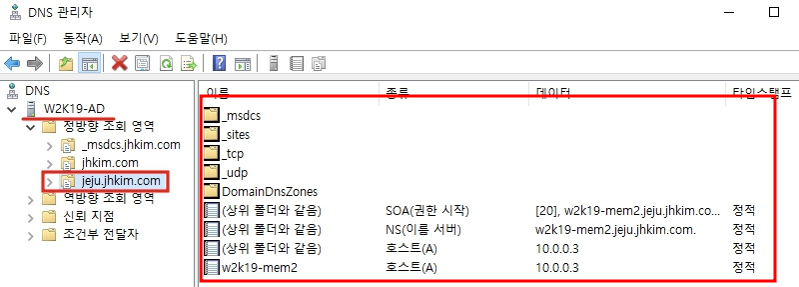 DNS 관리자
파일(F) 동작(A) 보기(V) 도움말(H)
DNS
W2K19-AD
정방향 조회 영역
_msdcs.jhkim.com
jhkim.com
jeju.jhkim.com
역방향 조회 영역
신뢰 지점
조건부 전달자
이름 종류 데이터 타임스탬프
_msdcs
_sites
_tcp
_udp
DomainDnsZones
(상위 폴더와 같음) SOA(권한 시작) [20], w2k19-mem2.jeju.jhkim.co... 정적
(상위 폴더와 같음) NS(이름 서버) w2k19-mem2.jeju.jhkim.com. 정적
(상위 폴더와 같음) 호스트(A) 10.0.0.3 정적
w2k19-mem2 호스트(A) 10.0.0.3 정적